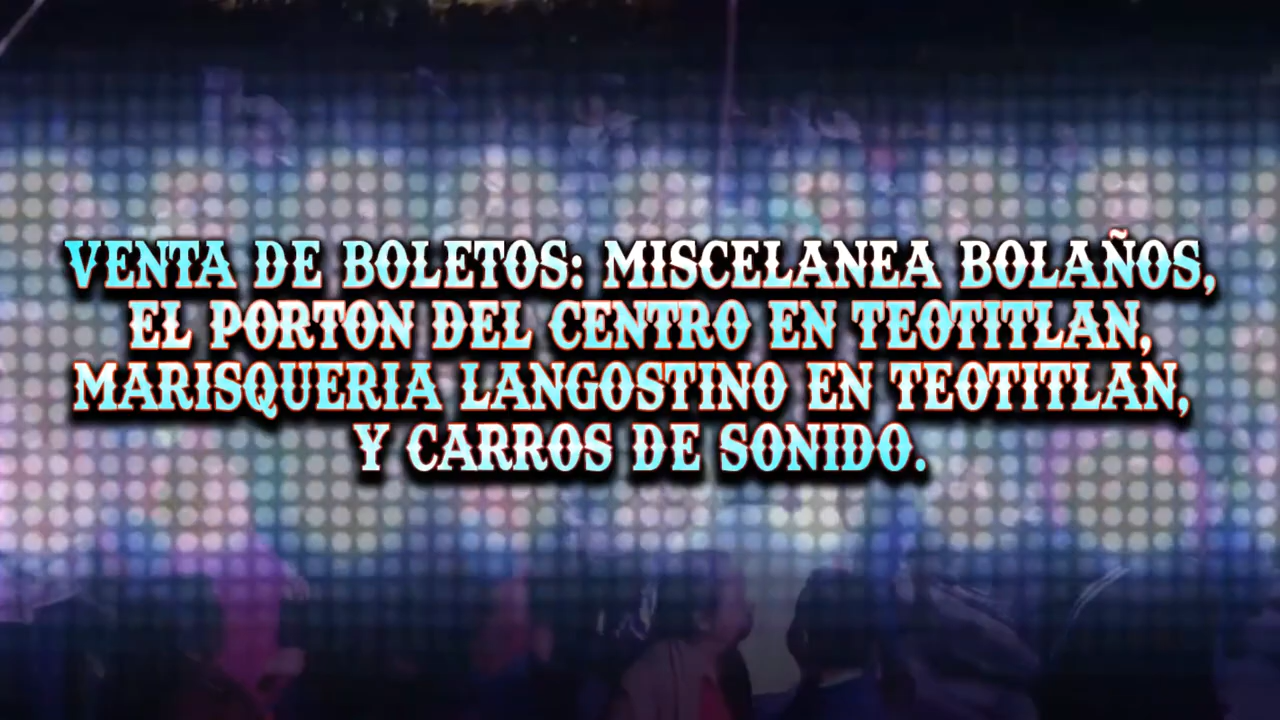 VENTA DE BOLETOS: MISCELANEA BOLAÑOS,
EL PORTON DEL CENTRO EN TEOTITLAN,
MARISQUERIA LANGOSTINO EN TEOTITLAN,
Y CARROS DE SONIDO.